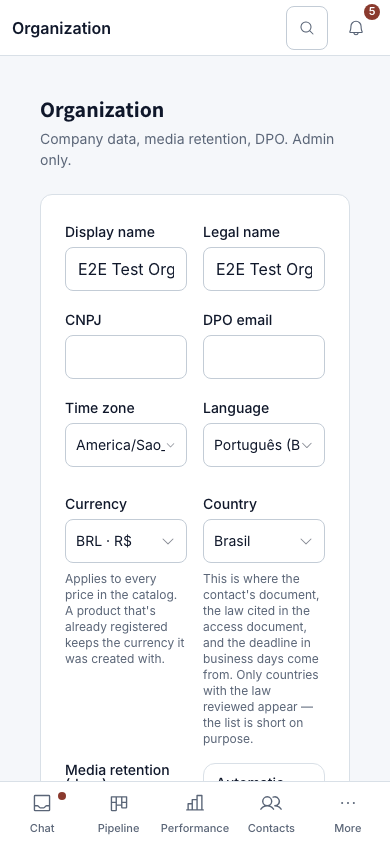 Organization
5
Organization
Company data, media retention, DPO. Admin
only.
Display name
Legal name
E2E Test Org
E2E Test Org
CNPJ
DPO email
Time zone
Language
America/Sao_
Português (B
Currency
Country
BRL · R$
Brasil
Applies to every
price in the catalog.
A product that's
already registered
keeps the currency it
was created with.
This is where the
contact's document,
the law cited in the
access document,
and the deadline in
business days come
from. Only countries
with the law
reviewed appear —
the list is short on
purpose.
Media retention
Chat
Pipeline
Performance
Contacts
More